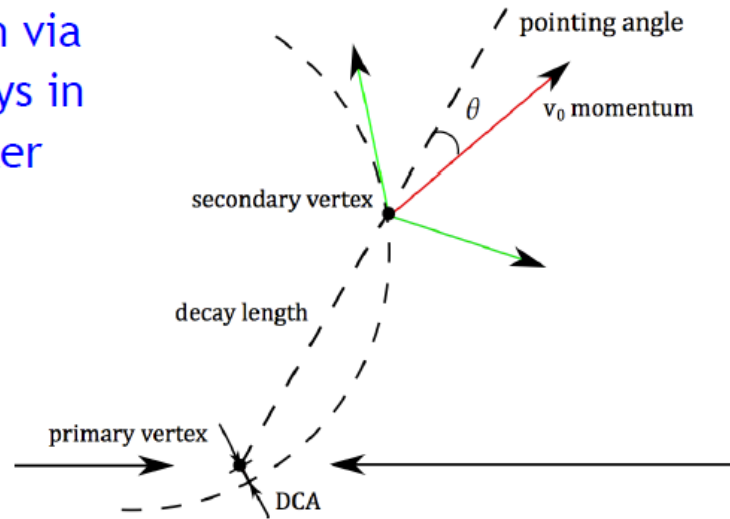 n via
ys in
er
pointing angle
θ
v₀ momentum
secondary vertex
decay length
primary vertex
DCA